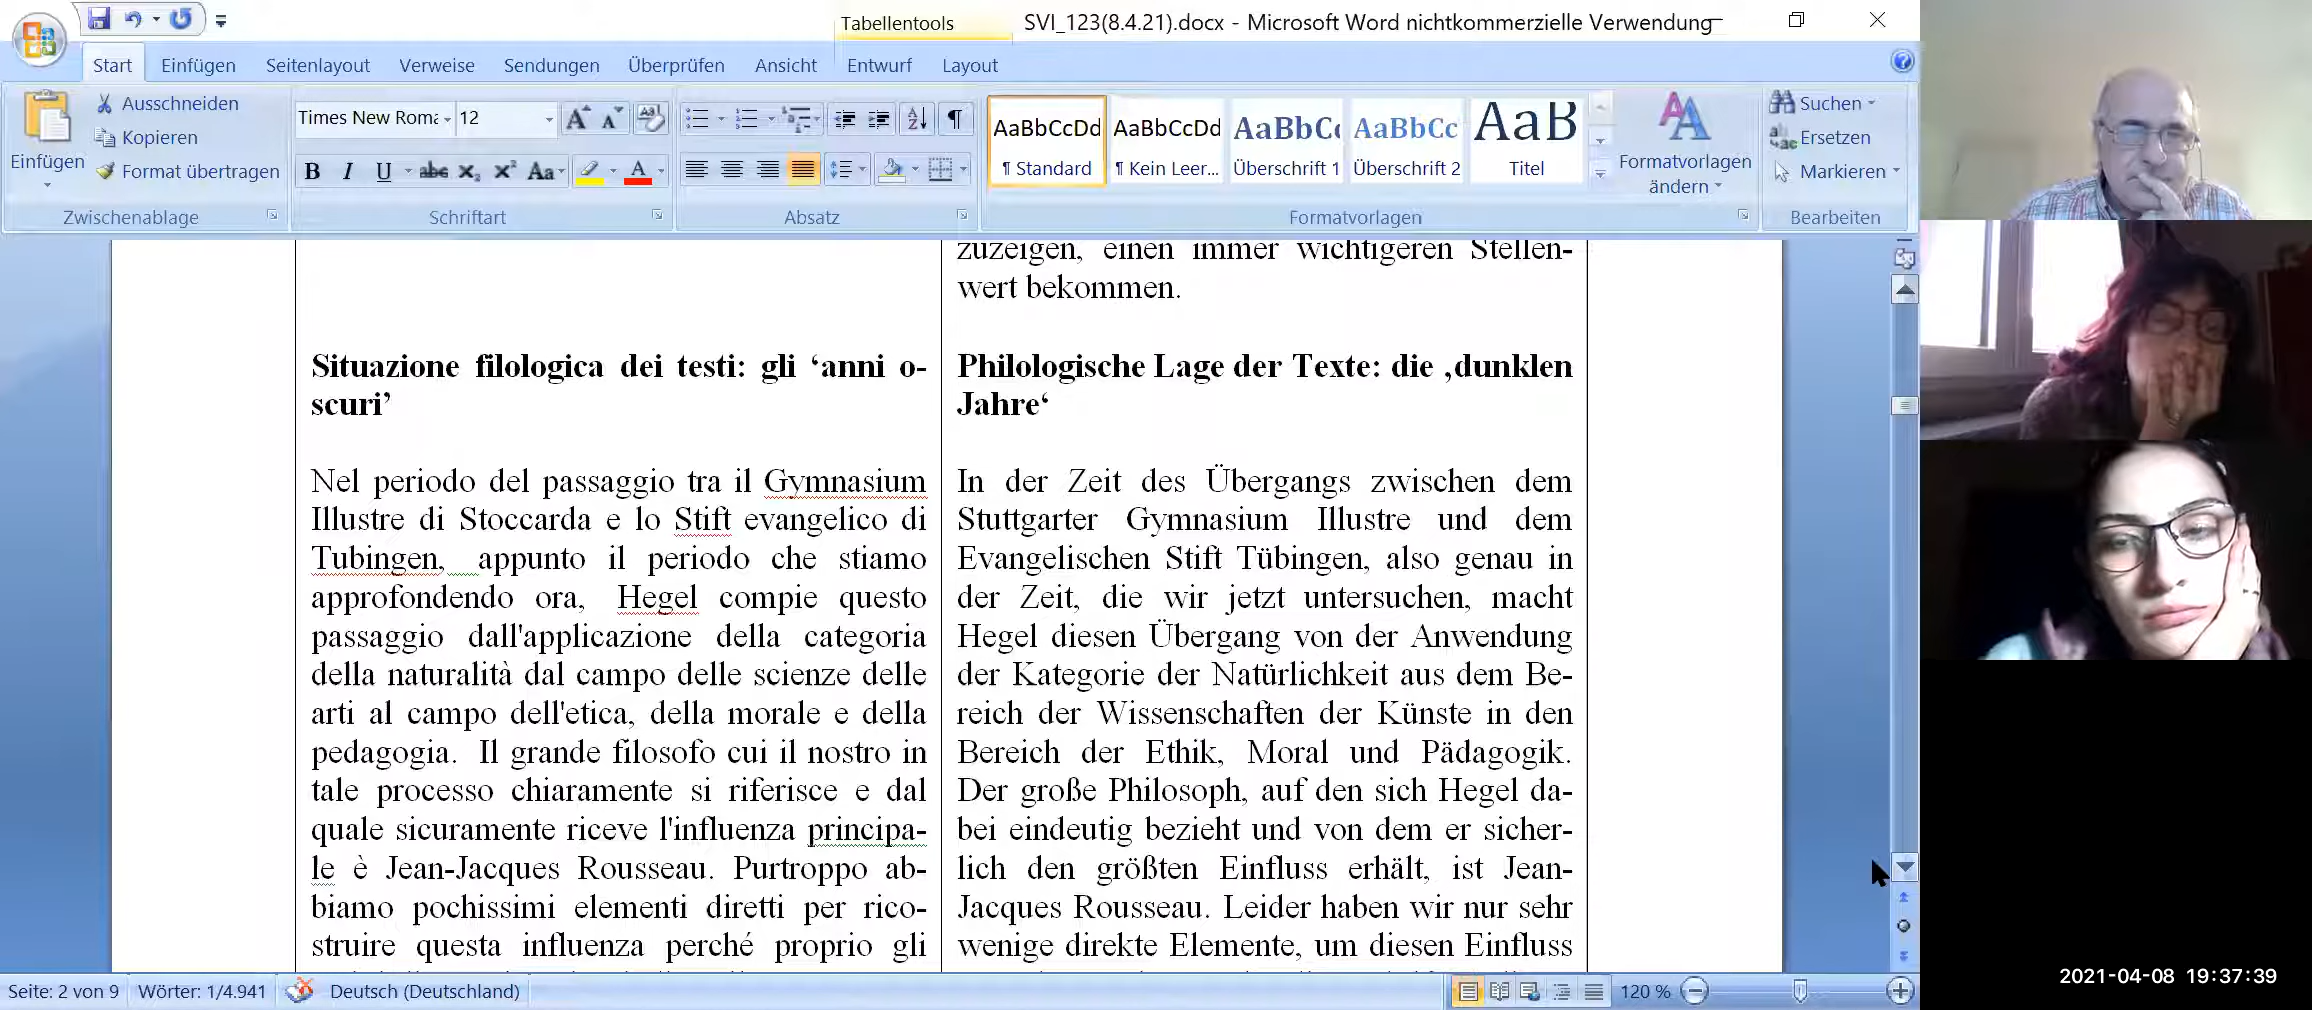 Tabellentools
SVI_123(8.4.21).docx - Microsoft Word nichtkommerzielle Verwendung
Start Einfügen Seitenlayout Verweise Sendungen Überprüfen Ansicht Entwurf Layout
Einfügen
Ausschneiden
Kopieren
Format übertragen
Zwischenablage
Times New Roma 12
Schriftart
Absatz
AaBbCcDd AaBbCcDd AaBbC AaBbCc AaB
¶ Standard ¶ Kein Leer... Überschrift 1 Überschrift 2 Titel
Formatvorlagen
ändern
Formatvorlagen
Suchen
Ersetzen
Markieren
Bearbeiten
Situazione filologica dei testi: gli ‘anni o-
scuri’
Nel periodo del passaggio tra il Gymnasium
Illustre di Stoccarda e lo Stift evangelico di
Tubingen, appunto il periodo che stiamo
approfondendo ora, Hegel compie questo
passaggio dall'applicazione della categoria
della naturalità dal campo delle scienze delle
arti al campo dell'etica, della morale e della
pedagogia. Il grande filosofo cui il nostro in
tale processo chiaramente si riferisce e dal
quale sicuramente riceve l'influenza principa-
le è Jean-Jacques Rousseau. Purtroppo ab-
biamo pochissimi elementi diretti per rico-
struire questa influenza perché proprio gli
zuzeigen, einen immer wichtigeren Stellen-
wert bekommen.
Philologische Lage der Texte: die ‚dunklen
Jahre‘
In der Zeit des Übergangs zwischen dem
Stuttgarter Gymnasium Illustre und dem
Evangelischen Stift Tübingen, also genau in
der Zeit, die wir jetzt untersuchen, macht
Hegel diesen Übergang von der Anwendung
der Kategorie der Natürlichkeit aus dem Be-
reich der Wissenschaften der Künste in den
Bereich der Ethik, Moral und Pädagogik.
Der große Philosoph, auf den sich Hegel da-
bei eindeutig bezieht und von dem er sicher-
lich den größten Einfluss erhält, ist Jean-
Jacques Rousseau. Leider haben wir nur sehr
wenige direkte Elemente, um diesen Einfluss
Seite: 2 von 9 Wörter: 1/4.941 Deutsch (Deutschland) 120 %
2021-04-08 19:37:39